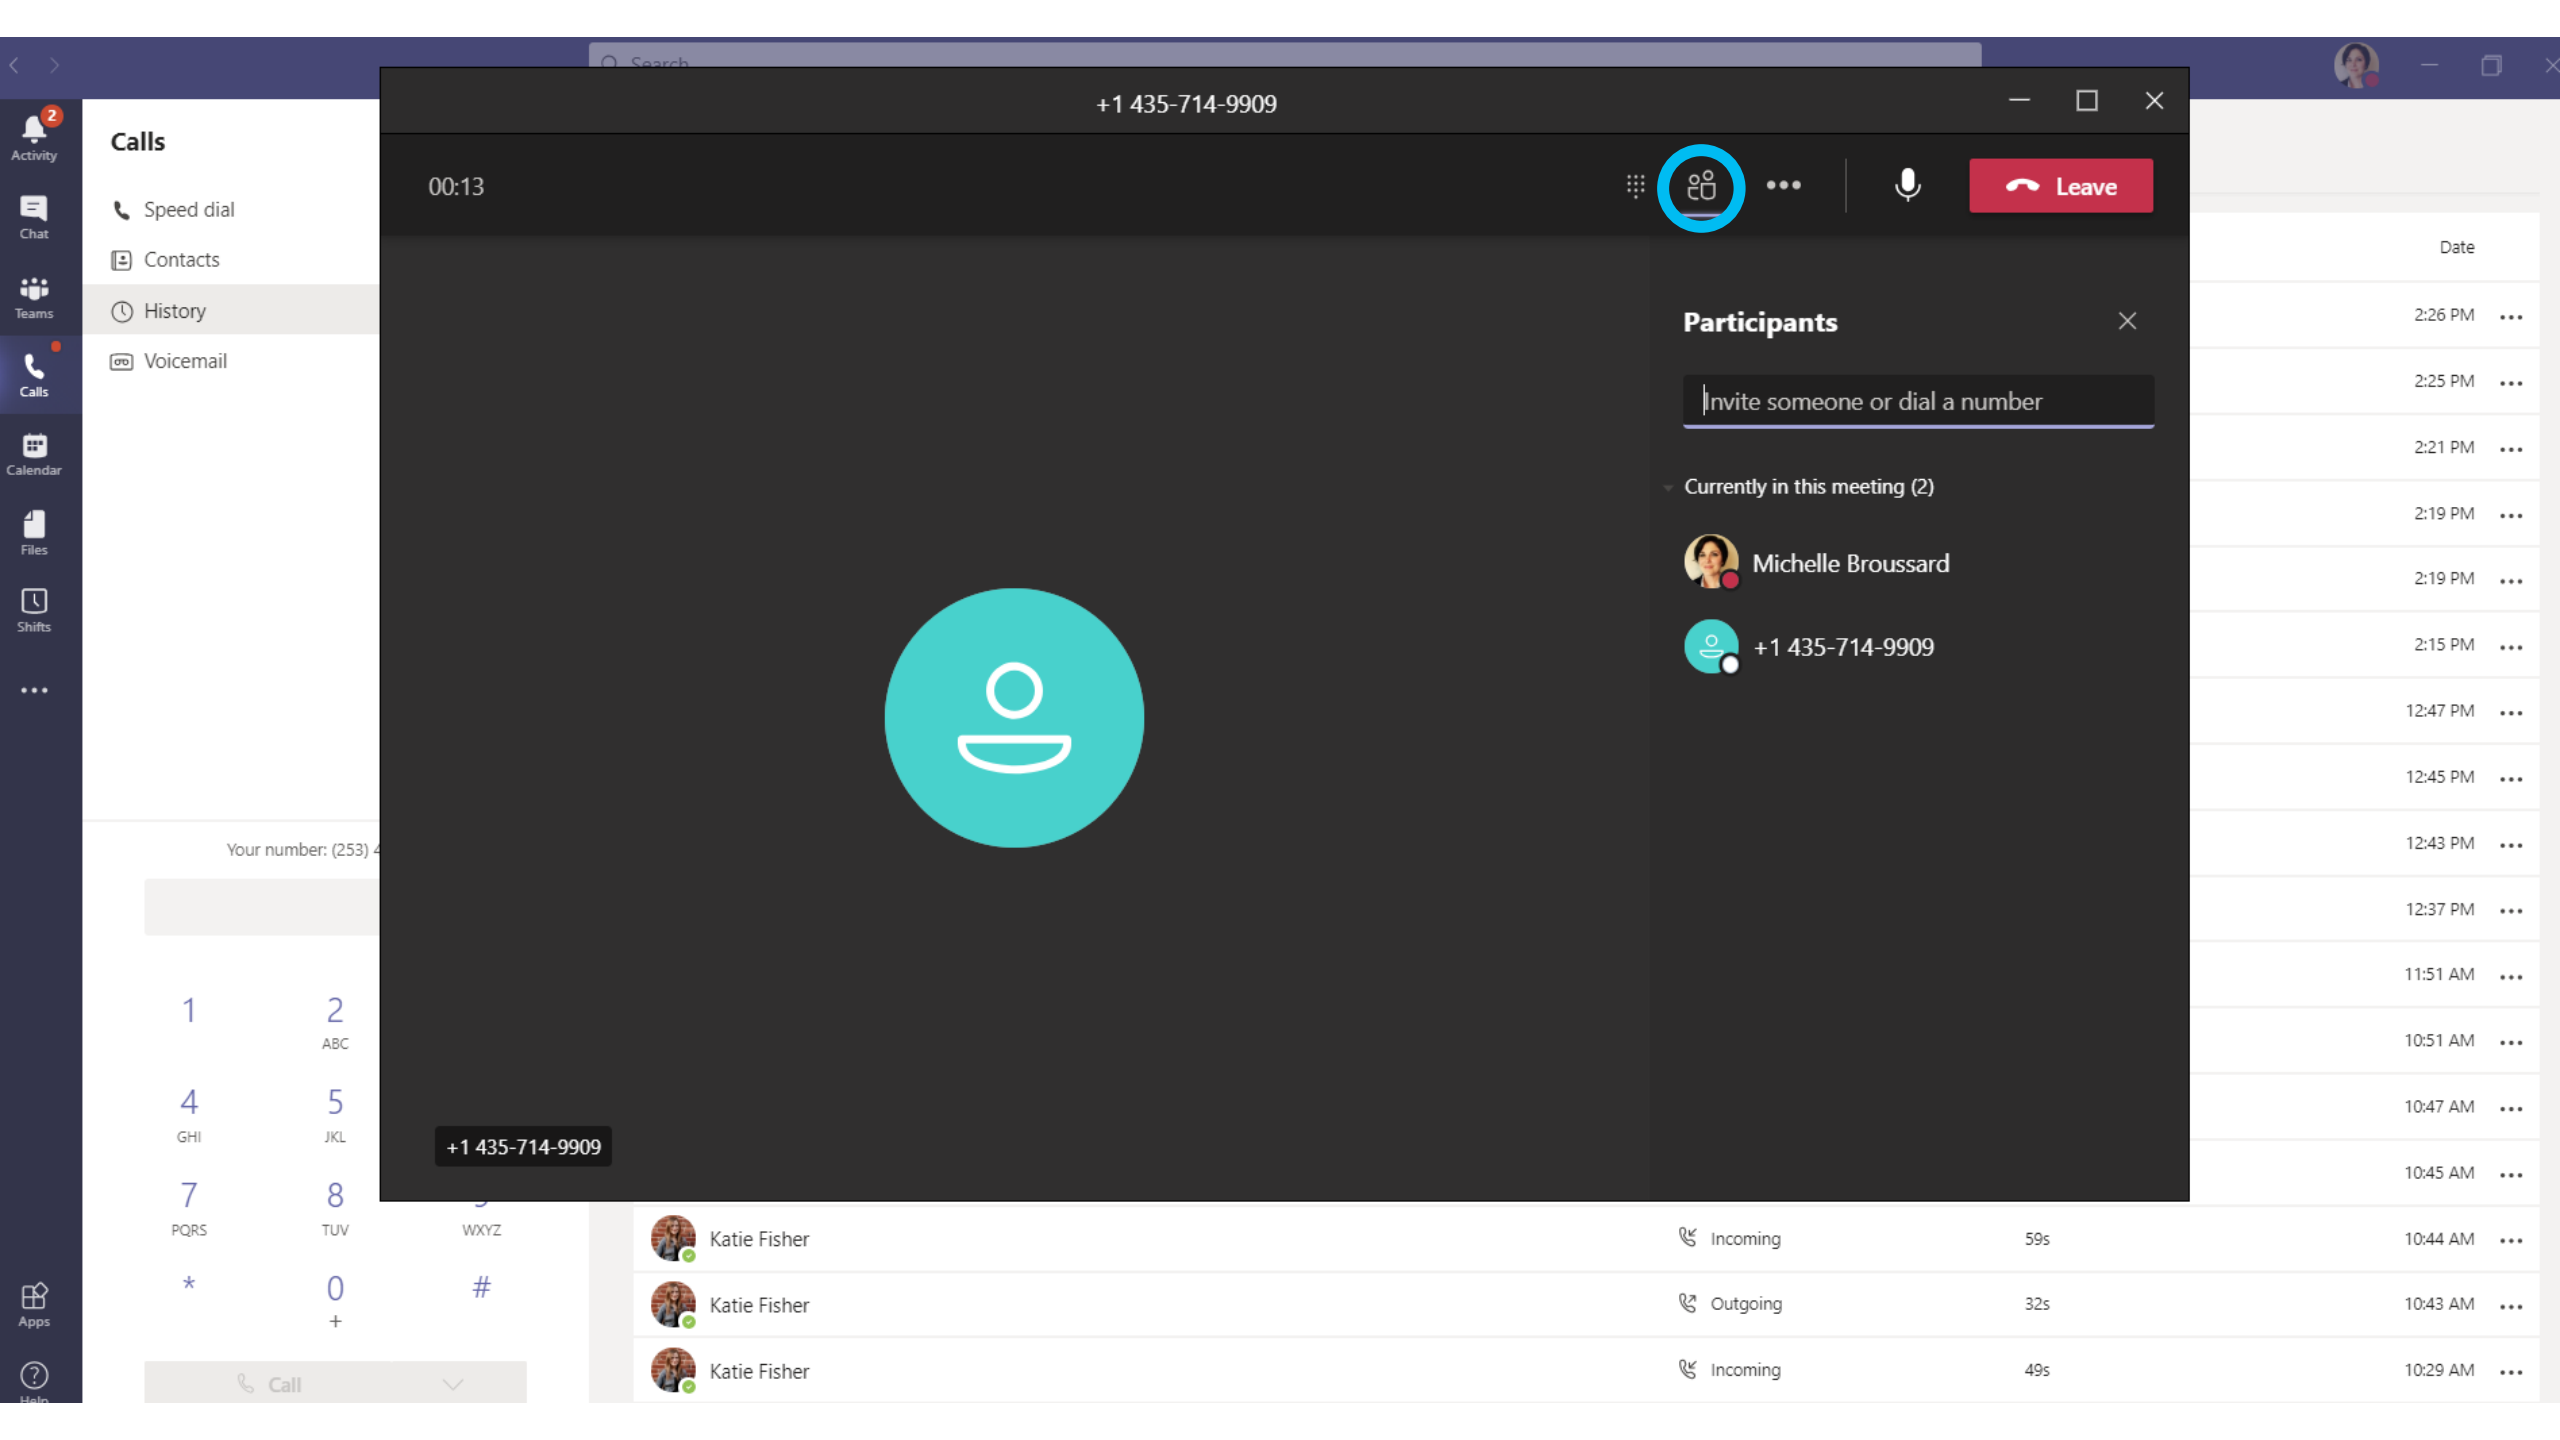 Search
+1 435-714-9909
2
Activity
Chat
Teams
Calls
Calendar
Files
Shifts
Apps
Help
Calls
Speed dial
Contacts
History
Voicemail
Your number: (253) 4
1
2
ABC
4
GHI
5
JKL
7
PQRS
8
TUV
9
WXYZ
*
0
+
#
Call
00:13
Leave
Participants
Invite someone or dial a number
Currently in this meeting (2)
Michelle Broussard
+1 435-714-9909
+1 435-714-9909
Date
2:26 PM
2:25 PM
2:21 PM
2:19 PM
2:19 PM
2:15 PM
12:47 PM
12:45 PM
12:43 PM
12:37 PM
11:51 AM
10:51 AM
10:47 AM
10:45 AM
Katie Fisher Incoming 59s 10:44 AM
Katie Fisher Outgoing 32s 10:43 AM
Katie Fisher Incoming 49s 10:29 AM